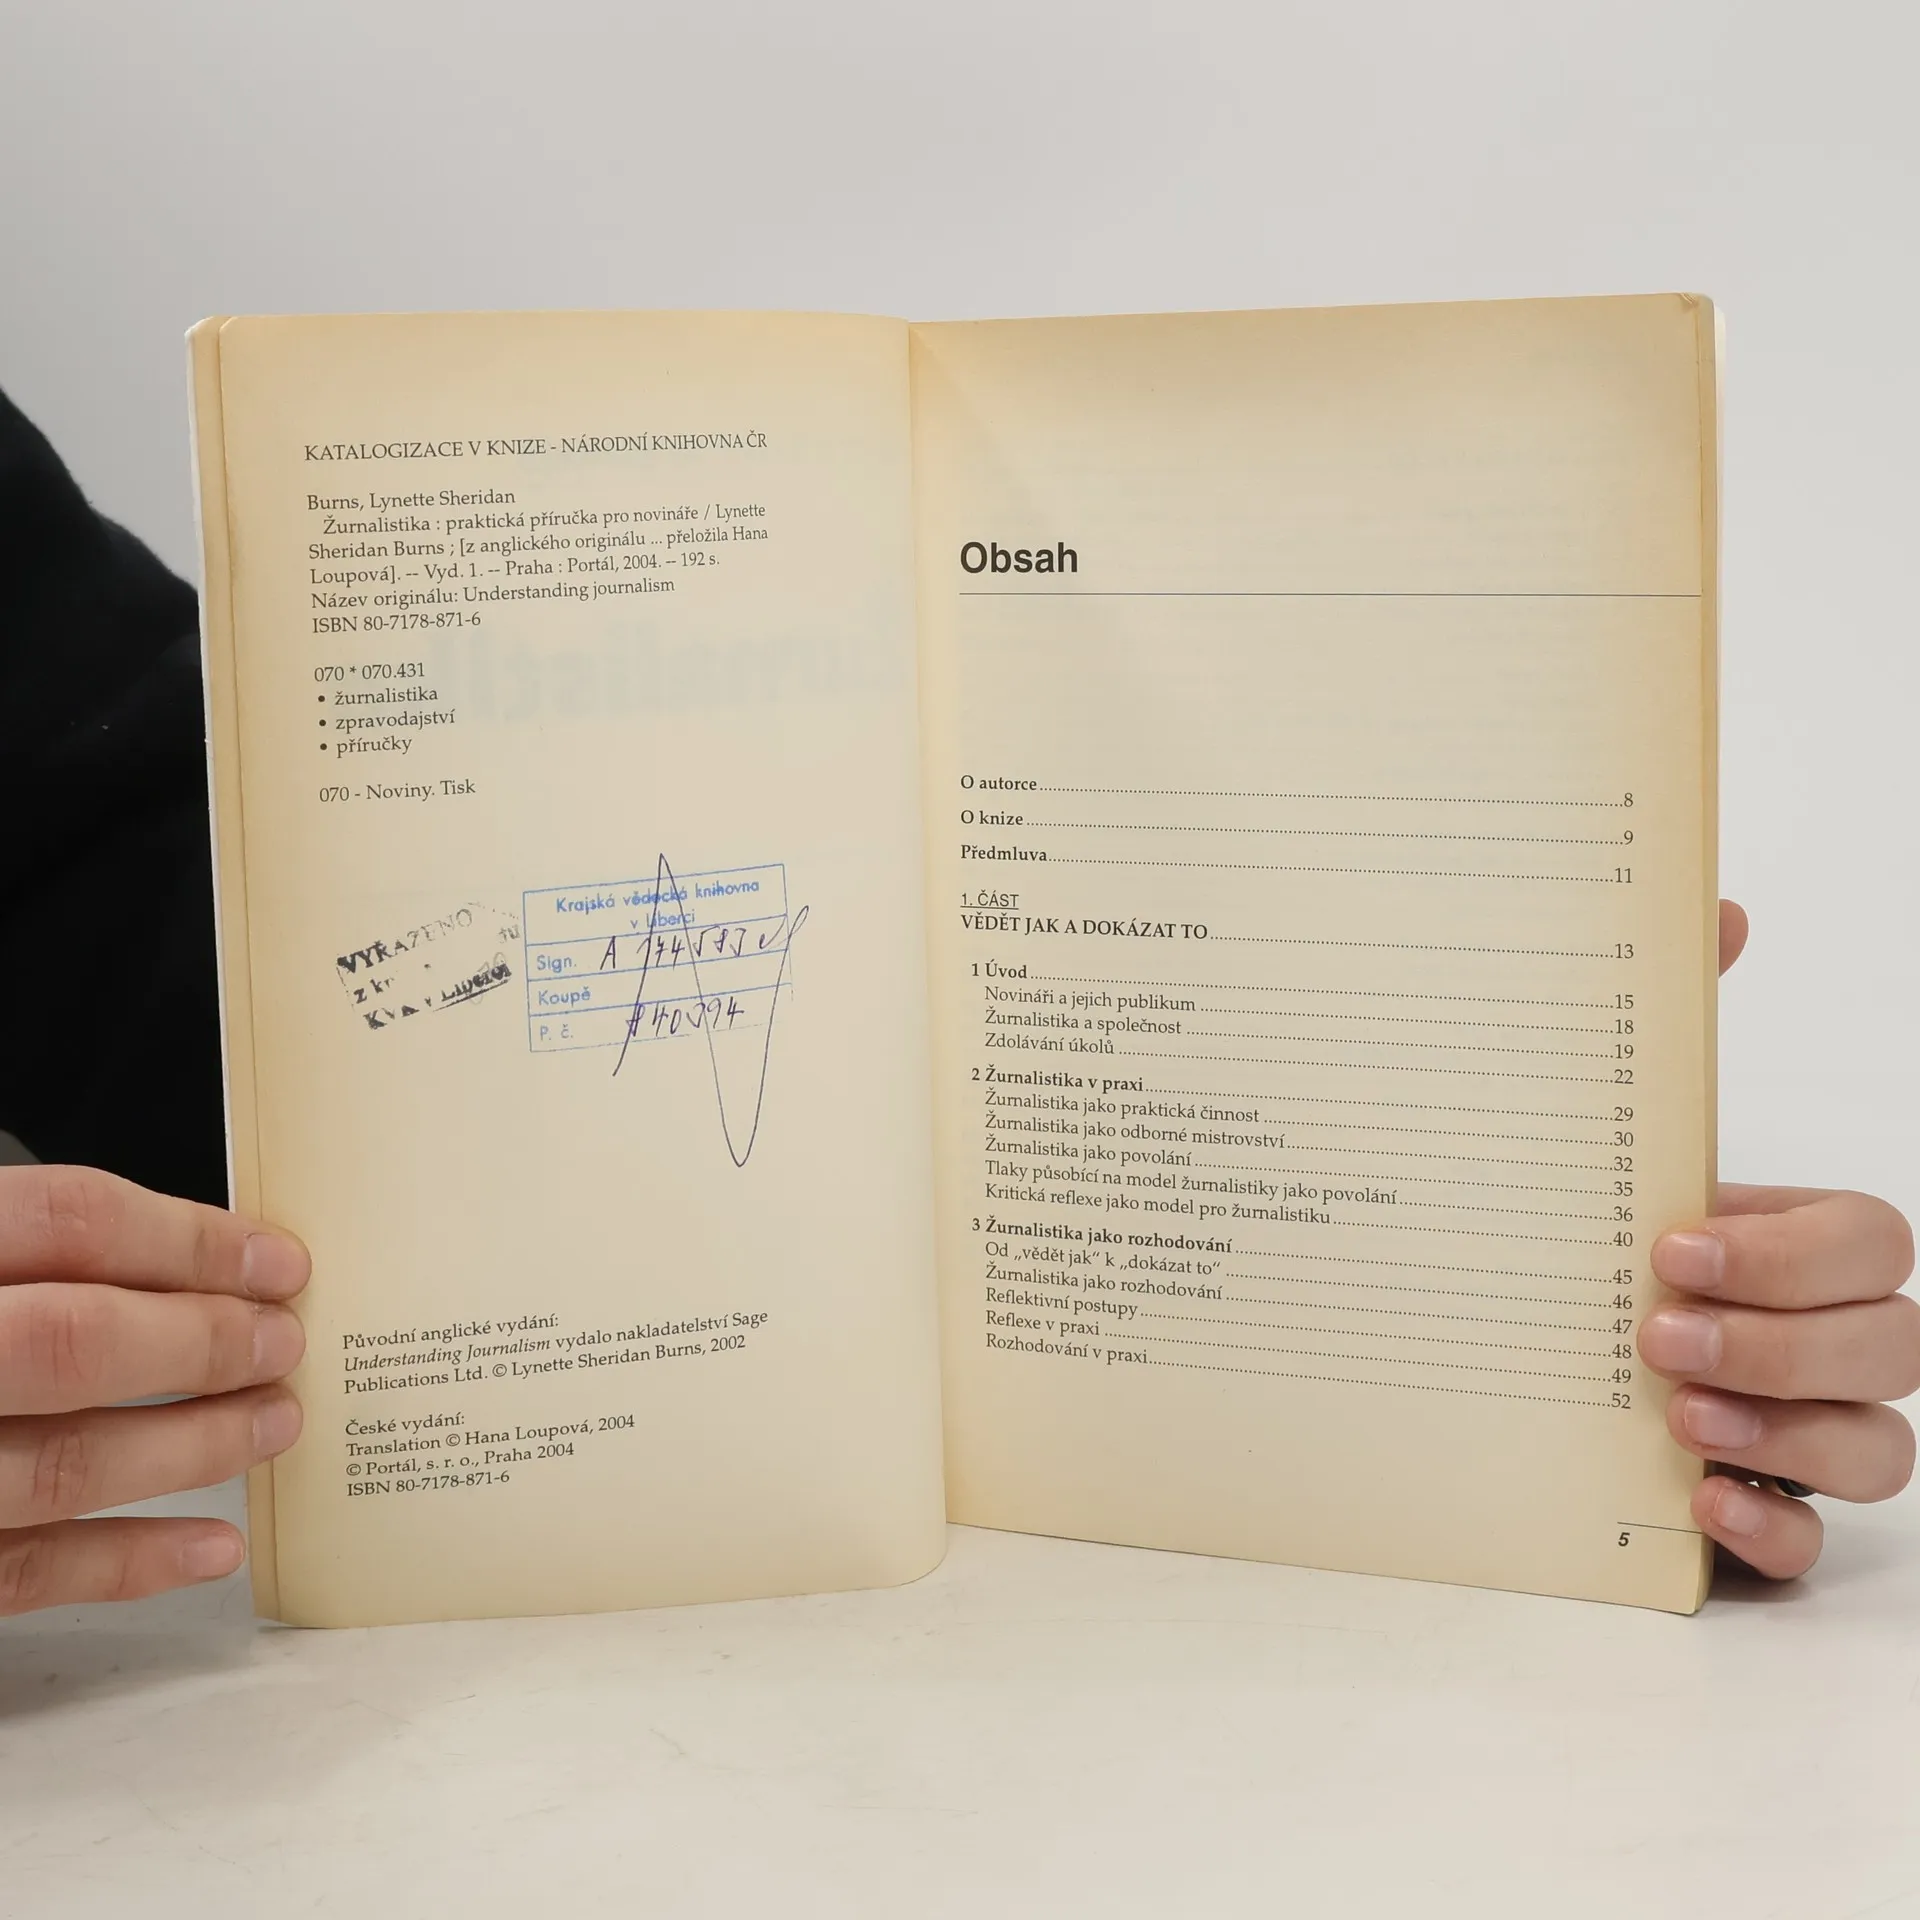 KATALOGIZACE V KNIZE - NÁRODNÍ KNIHOVNA ČR
Burns, Lynette Sheridan
Žurnalistika : praktická příručka pro novináře / Lynette
Sheridan Burns ; [z anglického originálu ... přeložila Hana
Loupová]. -- Vyd. 1. -- Praha : Portál, 2004. -- 192 s.
Název originálu: Understanding journalism
ISBN 80-7178-871-6
070 * 070.431
• žurnalistika
• zpravodajství
• příručky
070 - Noviny. Tisk
VYŘAZENO
z
KVK v Liberci
Krajská vědecká knihovna
v Liberci
Sign. A
Koupě
P. č.
Původní anglické vydání:
Understanding Journalism vydalo nakladatelství Sage
Publications Ltd. © Lynette Sheridan Burns, 2002
České vydání:
Translation © Hana Loupová, 2004
© Portál, s. r. o., Praha 2004
ISBN 80-7178-871-6
Obsah
O autorce 8
O knize 9
Předmluva 11
1. ČÁST
VĚDĚT JAK A DOKÁZAT TO 13
1 Úvod 15
Novináři a jejich publikum 18
Žurnalistika a společnost 19
Zdolávání úkolů 22
2 Žurnalistika v praxi 29
Žurnalistika jako praktická činnost 30
Žurnalistika jako odborné mistrovství 32
Žurnalistika jako povolání 35
Tlaky působící na model žurnalistiky jako povolání 36
Kritická reflexe jako model pro žurnalistiku 40
3 Žurnalistika jako rozhodování 45
Od „vědět jak“ k „dokázat to“ 46
Žurnalistika jako rozhodování 47
Reflektivní postupy 48
Reflexe v praxi 49
Rozhodování v praxi 52
5